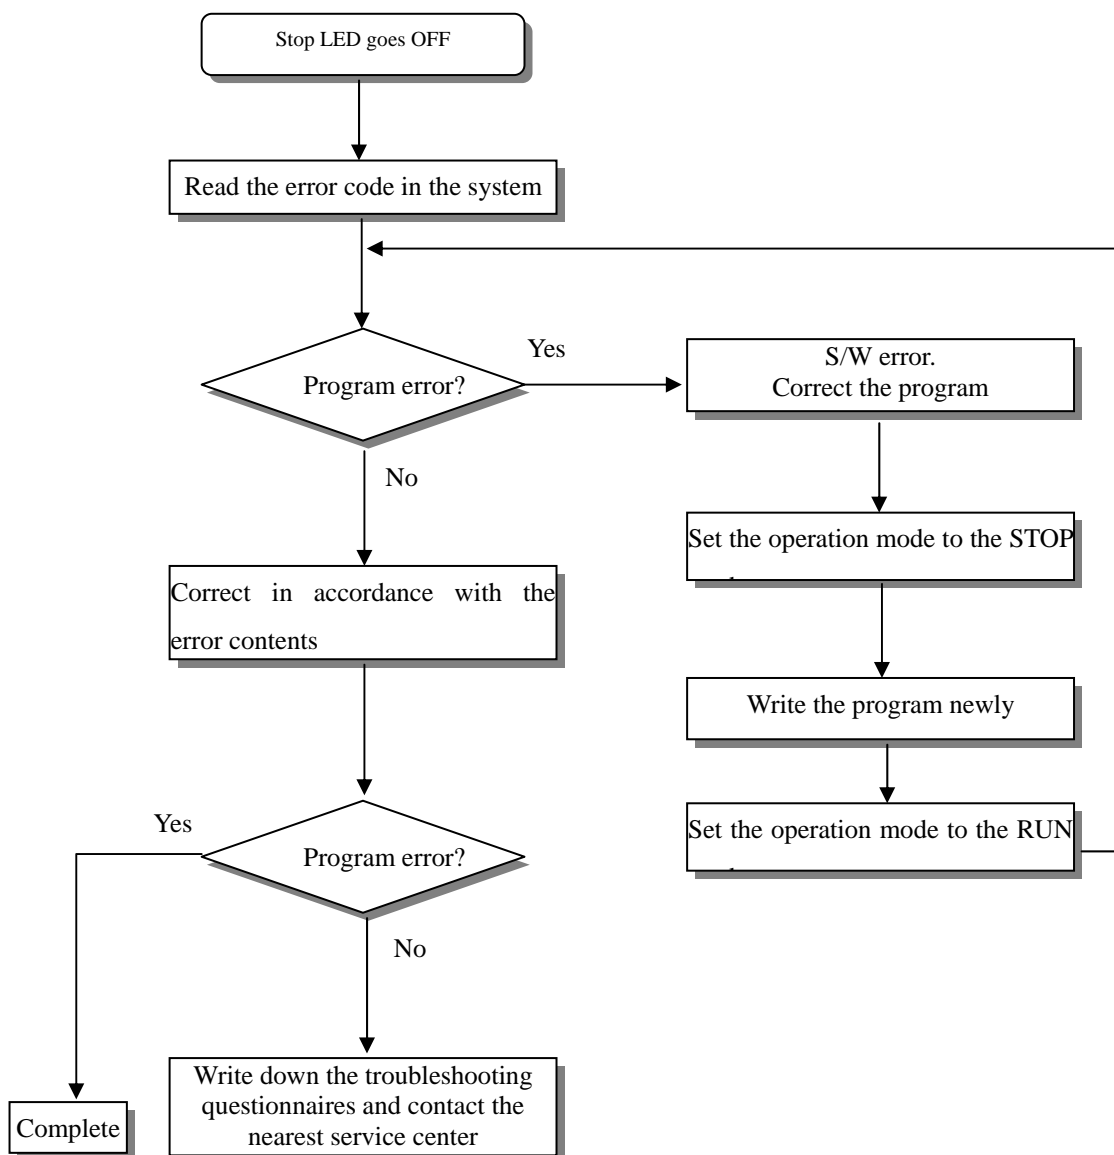 Stop LED goes OFF
Read the error code in the system
Program error?
Yes
S/W error.
Correct the program
No
Set the operation mode to the STOP
Correct in accordance with the
error contents
Write the program newly
Set the operation mode to the RUN
Yes
Program error?
No
Write down the troubleshooting
questionnaires and contact the
nearest service center
Complete